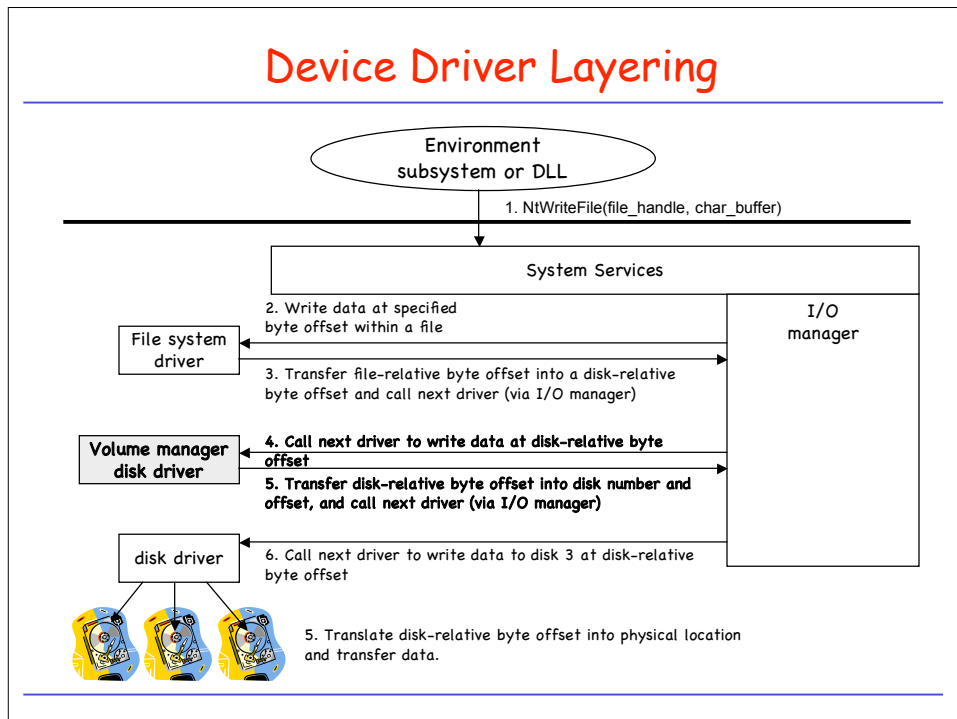 Device Driver Layering
Environment
subsystem or DLL
1. NtWriteFile(file_handle, char_buffer)
System Services
2. Write data at specified
byte offset within a file
I/O
manager
File system
driver
3. Transfer file-relative byte offset into a disk-relative
byte offset and call next driver (via I/O manager)
4. Call next driver to write data at disk-relative byte
offset
Volume manager
disk driver
5. Transfer disk-relative byte offset into disk number and
offset, and call next driver (via I/O manager)
disk driver
6. Call next driver to write data to disk 3 at disk-relative
byte offset
5. Translate disk-relative byte offset into physical location
and transfer data.